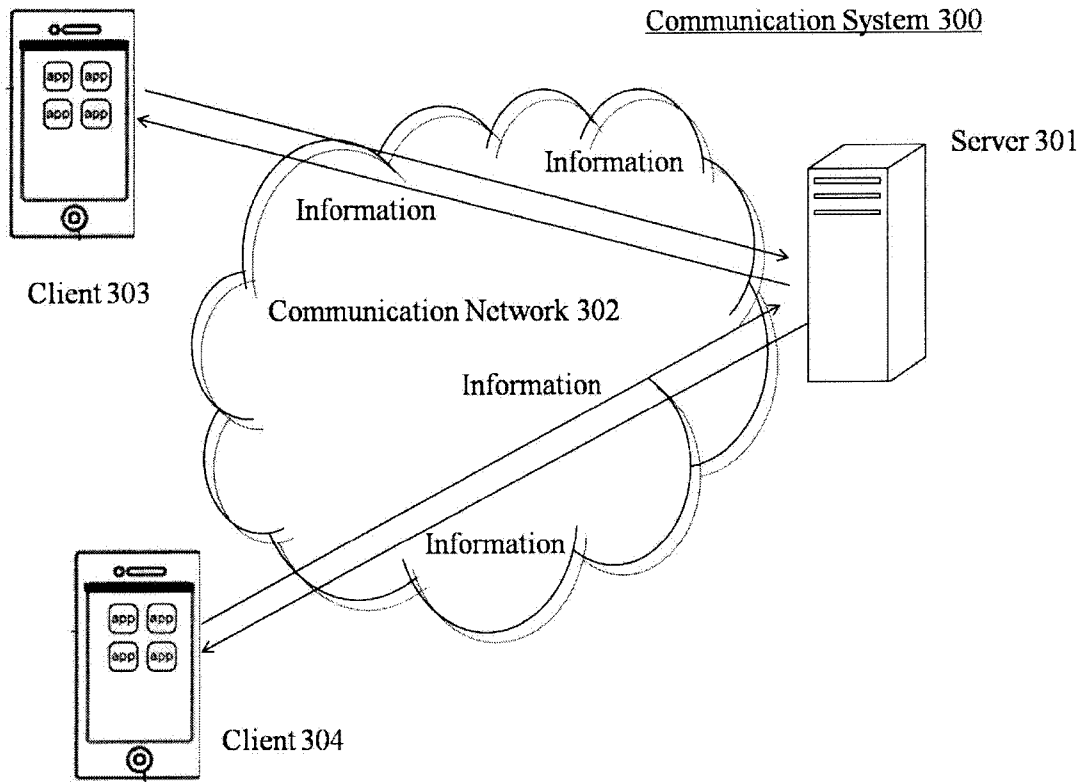 Communication System 300
app app
app app
Information
Server 301
Information
Client 303
Communication Network 302
Information
Information
app app
app app
Client 304